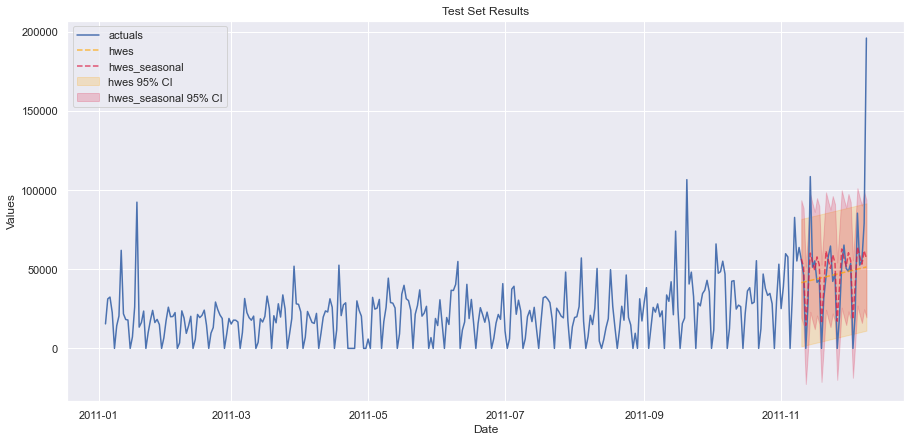 Test Set Results
actuals
hwes
hwes_seasonal
hwes 95% CI
hwes_seasonal 95% CI
200000
150000
100000
50000
0
Values
2011-01
2011-03
2011-05
2011-07
2011-09
2011-11
Date